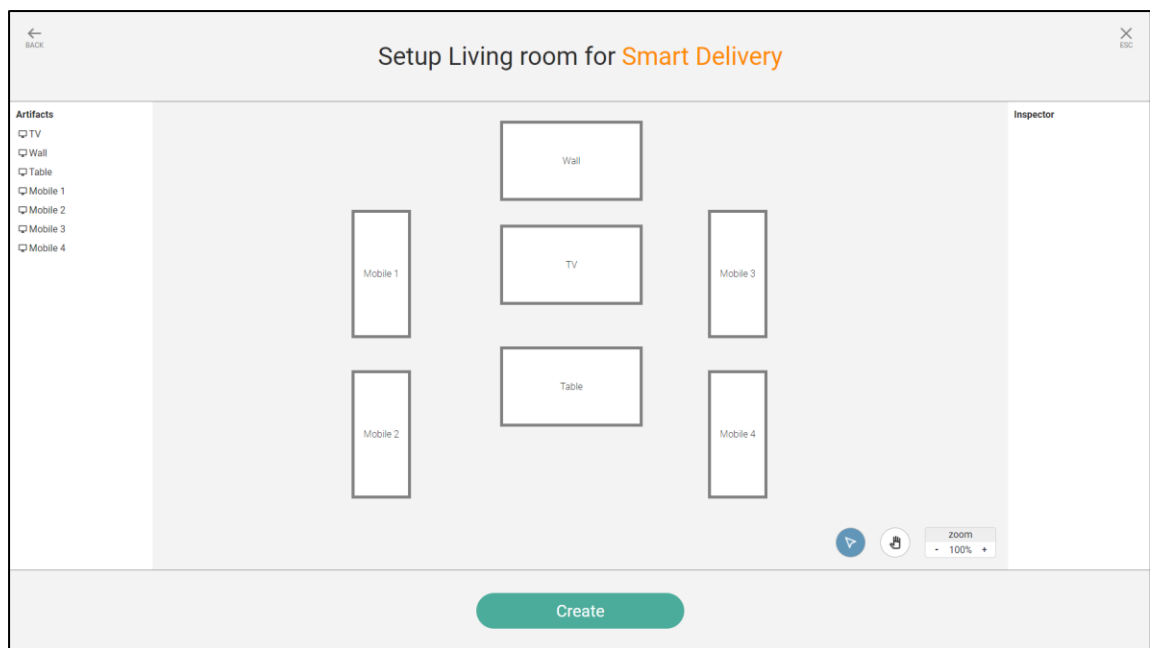 BACK
ESC
Setup Living room for Smart Delivery
Artifacts
TV
Wall
Table
Mobile 1
Mobile 2
Mobile 3
Mobile 4
Inspector
Wall
Mobile 1
TV
Mobile 3
Table
Mobile 2
Mobile 4
zoom
- 100% +
Create